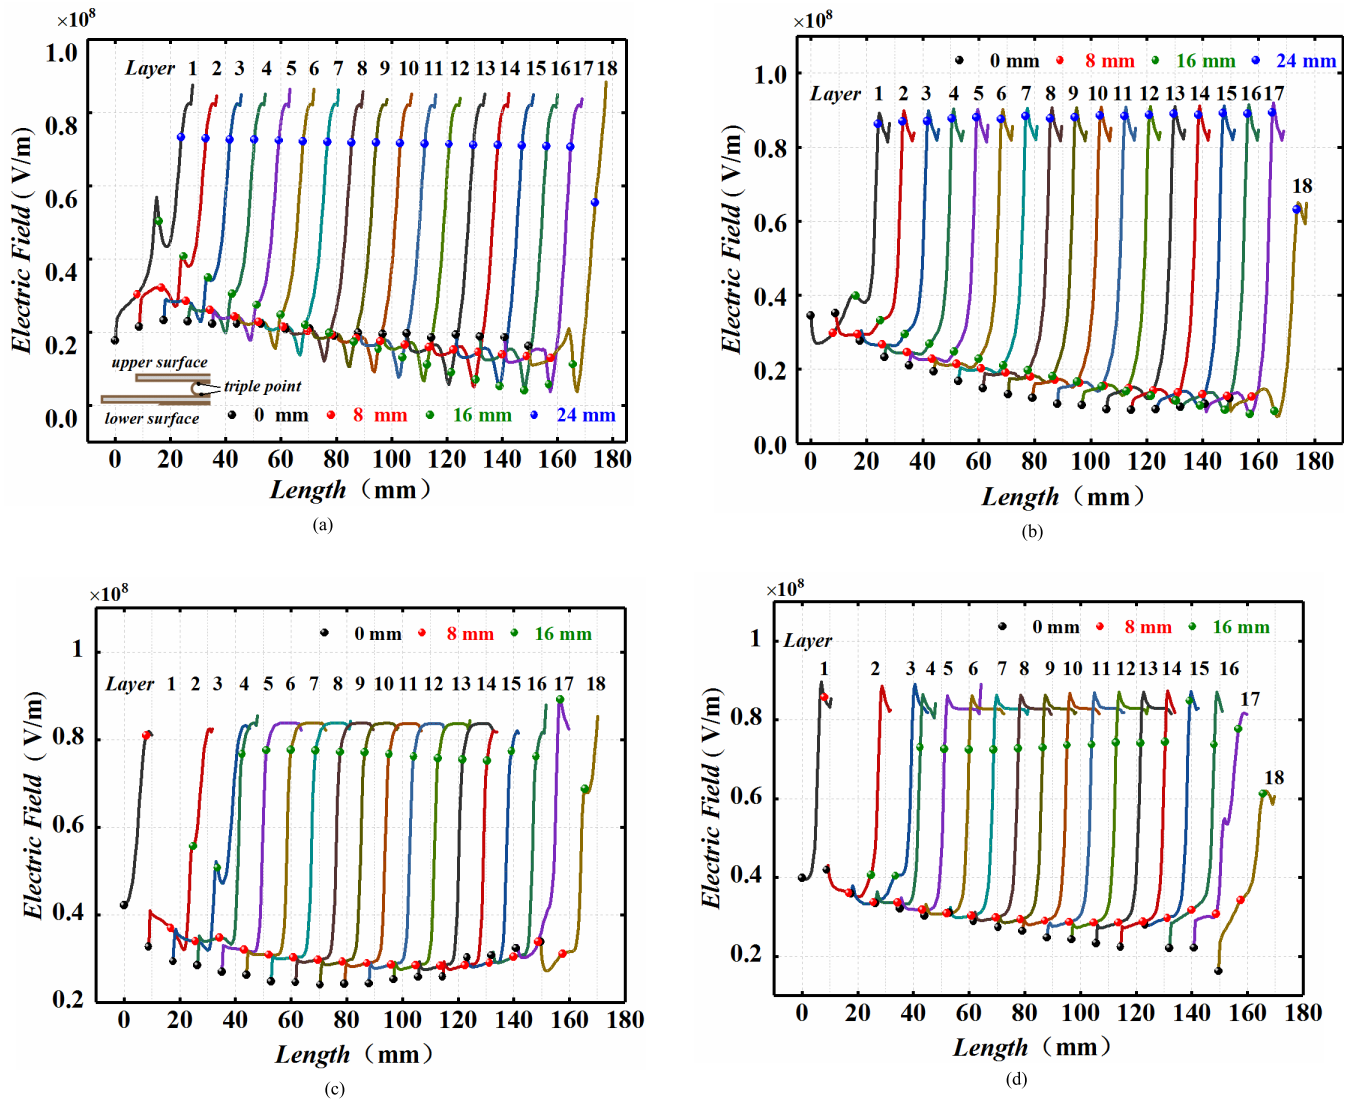 ×10⁸
1.0
0.8
0.6
0.4
0.2
0.0
Electric Field ( V/m)
Layer 1 2 3 4 5 6 7 8 9 10 11 12 13 14 15 16 17 18
upper surface
triple point
lower surface
0 mm 8 mm 16 mm 24 mm
0 20 40 60 80 100 120 140 160 180
Length（mm）
(a)
×10⁸
1.0
0.8
0.6
0.4
0.2
0.0
Electric Field ( V/m)
0 mm 8 mm 16 mm 24 mm
Layer 1 2 3 4 5 6 7 8 9 10 11 12 13 14 15 16 17
18
0 20 40 60 80 100 120 140 160 180
Length（mm）
(b)
×10⁸
1
0.8
0.6
0.4
0.2
Electric Field ( V/m)
0 mm 8 mm 16 mm
Layer 1 2 3 4 5 6 7 8 9 10 11 12 13 14 15 16 17 18
0 20 40 60 80 100 120 140 160 180
Length（mm）
(c)
×10⁸
1
0.8
0.6
0.4
0.2
Electric Field ( V/m)
0 mm 8 mm 16 mm
Layer
1 2 3 4 5 6 7 8 9 10 11 12 13 14 15 16
17
18
0 20 40 60 80 100 120 140 160 180
Length（mm）
(d)